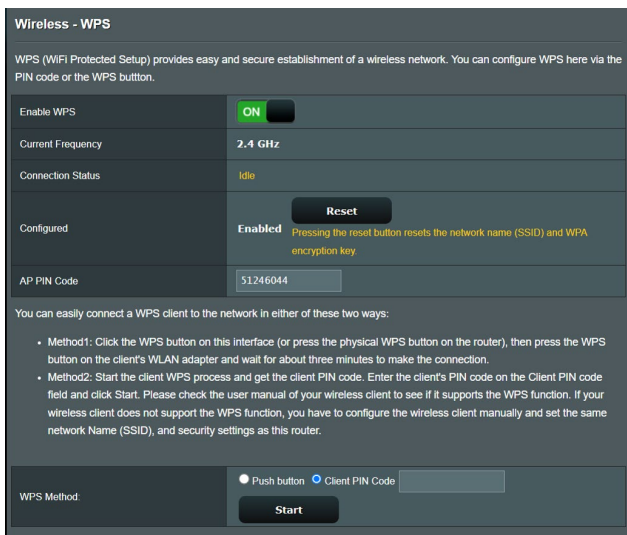 Wireless - WPS
WPS (WiFi Protected Setup) provides easy and secure establishment of a wireless network. You can configure WPS here via the
PIN code or the WPS buttton.
Enable WPS
ON
Current Frequency
2.4 GHz
Connection Status
Idle
Configured
Enabled
Reset
Pressing the reset button resets the network name (SSID) and WPA
encryption key.
AP PIN Code
51246044
You can easily connect a WPS client to the network in either of these two ways:
• Method1: Click the WPS button on this interface (or press the physical WPS button on the router), then press the WPS
button on the client's WLAN adapter and wait for about three minutes to make the connection.
• Method2: Start the client WPS process and get the client PIN code. Enter the client's PIN code on the Client PIN code
field and click Start. Please check the user manual of your wireless client to see if it supports the WPS function. If your
wireless client does not support the WPS function, you have to configure the wireless client manually and set the same
network Name (SSID), and security settings as this router.
WPS Method:
Push button Client PIN Code
Start